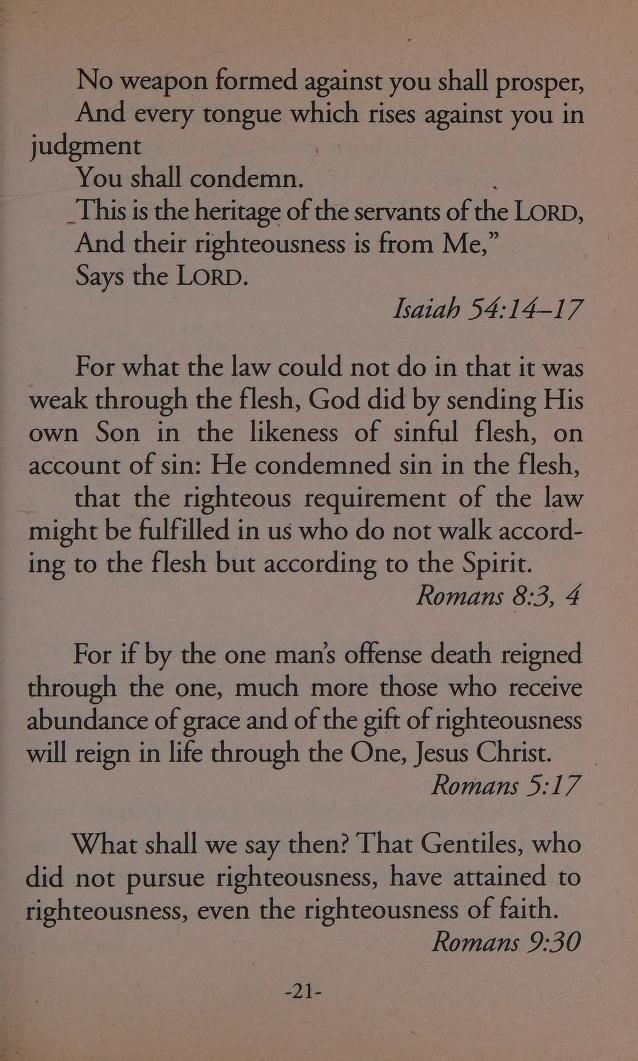 No weapon formed against you shall prosper,
And every tongue which rises against you in
judgment
You shall condemn.
This is the heritage of the servants of the LORD,
And their righteousness is from Me,”
Says the LORD.
Isaiah 54:14–17
For what the law could not do in that it was
weak through the flesh, God did by sending His
own Son in the likeness of sinful flesh, on
account of sin: He condemned sin in the flesh,
that the righteous requirement of the law
might be fulfilled in us who do not walk accord-
ing to the flesh but according to the Spirit.
Romans 8:3, 4
For if by the one man’s offense death reigned
through the one, much more those who receive
abundance of grace and of the gift of righteousness
will reign in life through the One, Jesus Christ.
Romans 5:17
What shall we say then? That Gentiles, who
did not pursue righteousness, have attained to
righteousness, even the righteousness of faith.
Romans 9:30
-21-